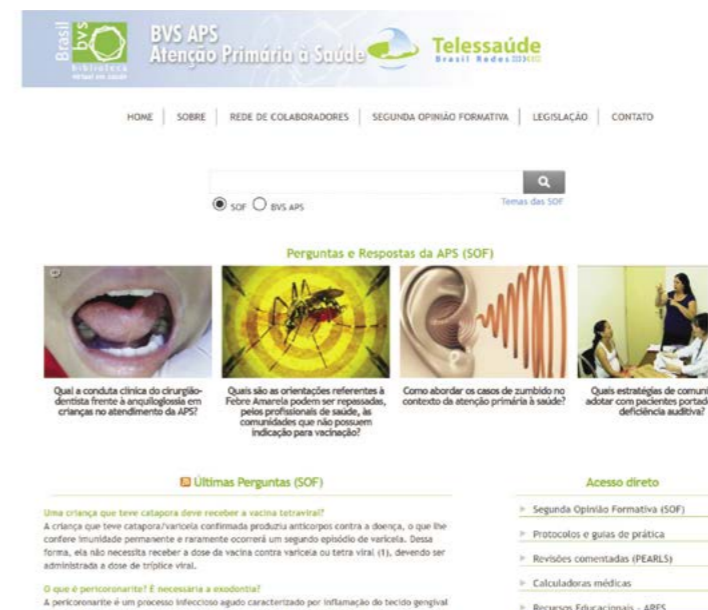 Brasil
bvs
biblioteca
virtual em saúde
BVS APS
Atenção Primária à Saúde
Telessaúde
Brasil Redes
HOME
SOBRE
REDE DE COLABORADORES
SEGUNDA OPINIÃO FORMATIVA
LEGISLAÇÃO
CONTATO
SOF
BVS APS
Temas das SOF
Perguntas e Respostas da APS (SOF)
Qual a conduta clínica do cirurgião-
dentista frente à anquiloglossia em
crianças no atendimento da APS?
Quais são as orientações referentes à
Febre Amarela podem ser repassadas,
pelos profissionais de saúde, às
comunidades que não possuem
indicação para vacinação?
Como abordar os casos de zumbido no
contexto da atenção primária à saúde?
Quais estratégias de comuni
adotar com pacientes portado
deficiência auditiva?
Últimas Perguntas (SOF)
Uma criança que teve catapora deve receber a vacina tetraviral?
A criança que teve catapora/varicela confirmada produziu anticorpos contra a doença, o que lhe
confere imunidade permanente e raramente ocorrerá um segundo episódio de varicela. Dessa
forma, ela não necessita receber a dose da vacina contra varicela ou tetra viral (1), devendo ser
administrada a dose de tríplice viral.
O que é pericoronarite? É necessaria a exodontia?
A pericoronarite é um processo infeccioso agudo caracterizado por inflamação do tecido gengival
Acesso direto
Segunda Opinião Formativa (SOF)
Protocolos e guias de prática
Revisões comentadas (PEARLS)
Calculadoras médicas
Recursos Educacionais - ARES